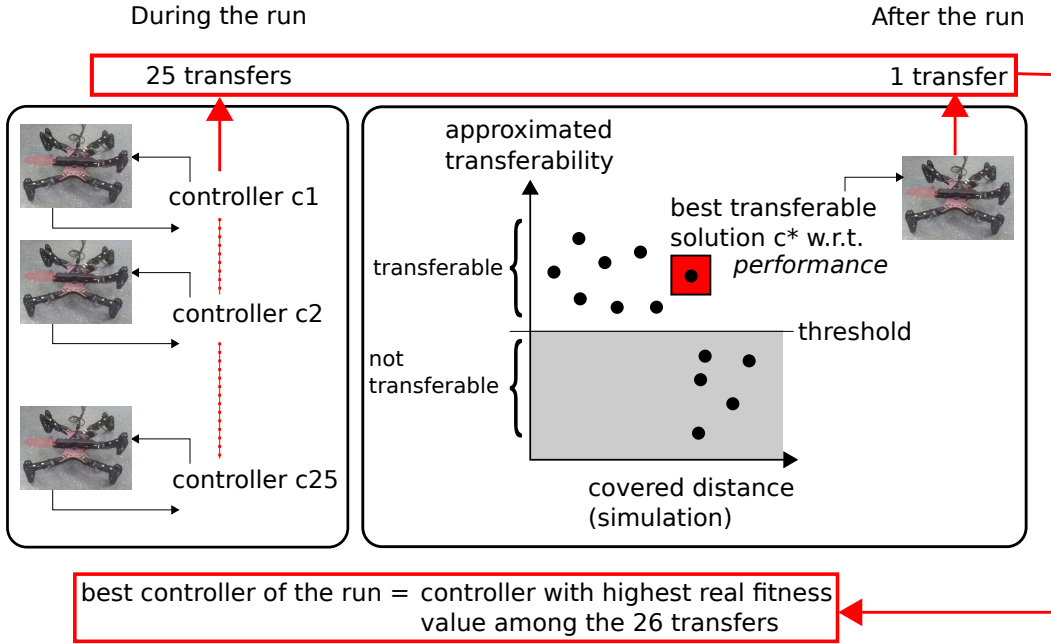 During the run
After the run
25 transfers
1 transfer
controller c1
controller c2
controller c25
approximated
transferability
best transferable
solution c* w.r.t.
performance
transferable
threshold
not
transferable
covered distance
(simulation)
best controller of the run = controller with highest real fitness
value among the 26 transfers